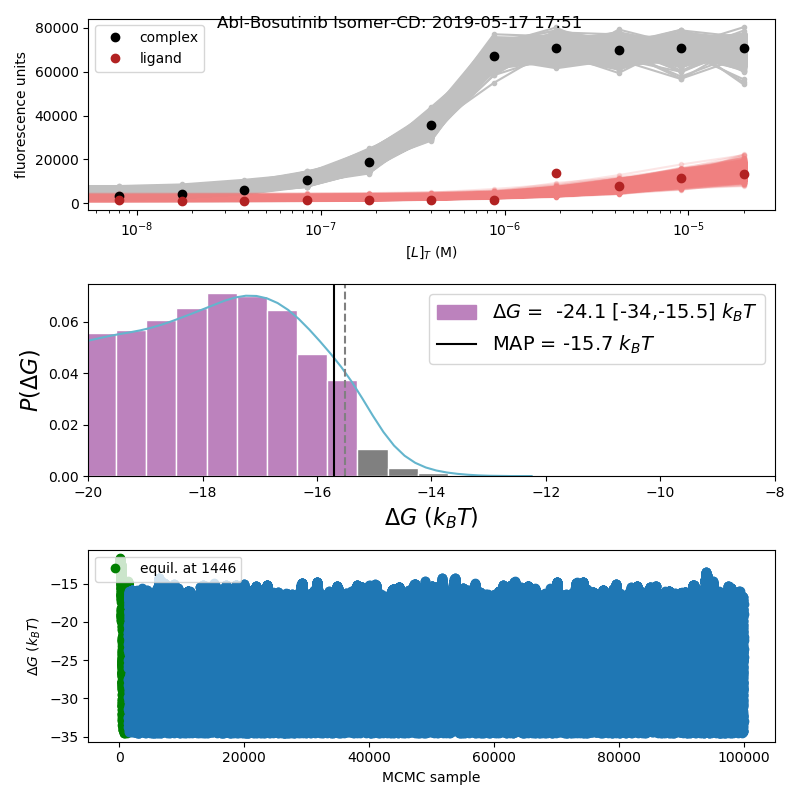 Abl-Bosutinib Isomer-CD: 2019-05-17 17:51
fluorescence units
80000
60000
40000
20000
0
complex
ligand
10⁻⁸ 10⁻⁷ 10⁻⁶ 10⁻⁵
[L]_T (M)
P(ΔG)
0.06
0.04
0.02
0.00
ΔG = -24.1 [-34,-15.5] k_BT
MAP = -15.7 k_BT
−20 −18 −16 −14 −12 −10 −8
ΔG (k_BT)
ΔG (k_BT)
−15
−20
−25
−30
−35
equil. at 1446
0 20000 40000 60000 80000 100000
MCMC sample